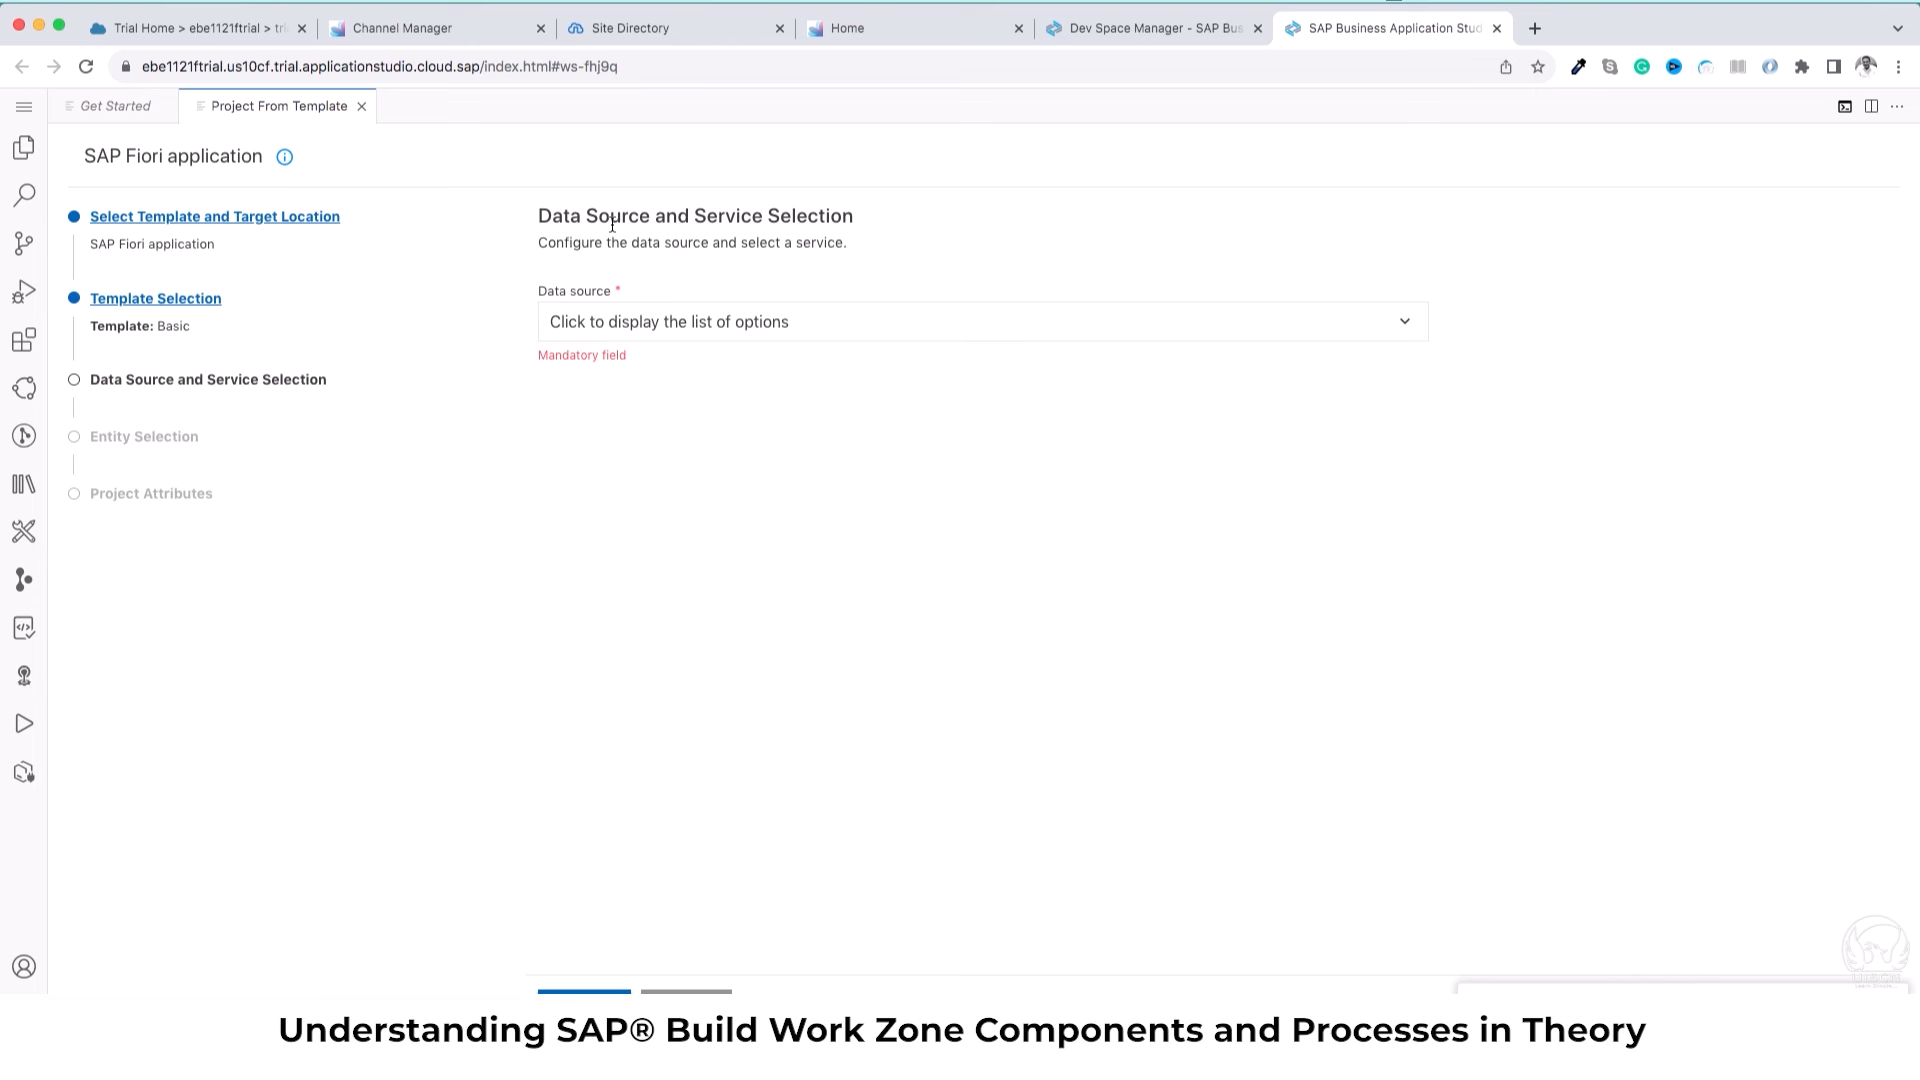 Trial Home > ebe1121ftrial > tri
Channel Manager
Site Directory
Home
Dev Space Manager - SAP Bus
SAP Business Application Stud
ebe1121ftrial.us10cf.trial.applicationstudio.cloud.sap/index.html#ws-fhj9q
Get Started
Project From Template
SAP Fiori application
Select Template and Target Location
SAP Fiori application
Template Selection
Template: Basic
Data Source and Service Selection
Entity Selection
Project Attributes
Data Source and Service Selection
Configure the data source and select a service.
Data source *
Click to display the list of options
Mandatory field
Understanding SAP® Build Work Zone Components and Processes in Theory